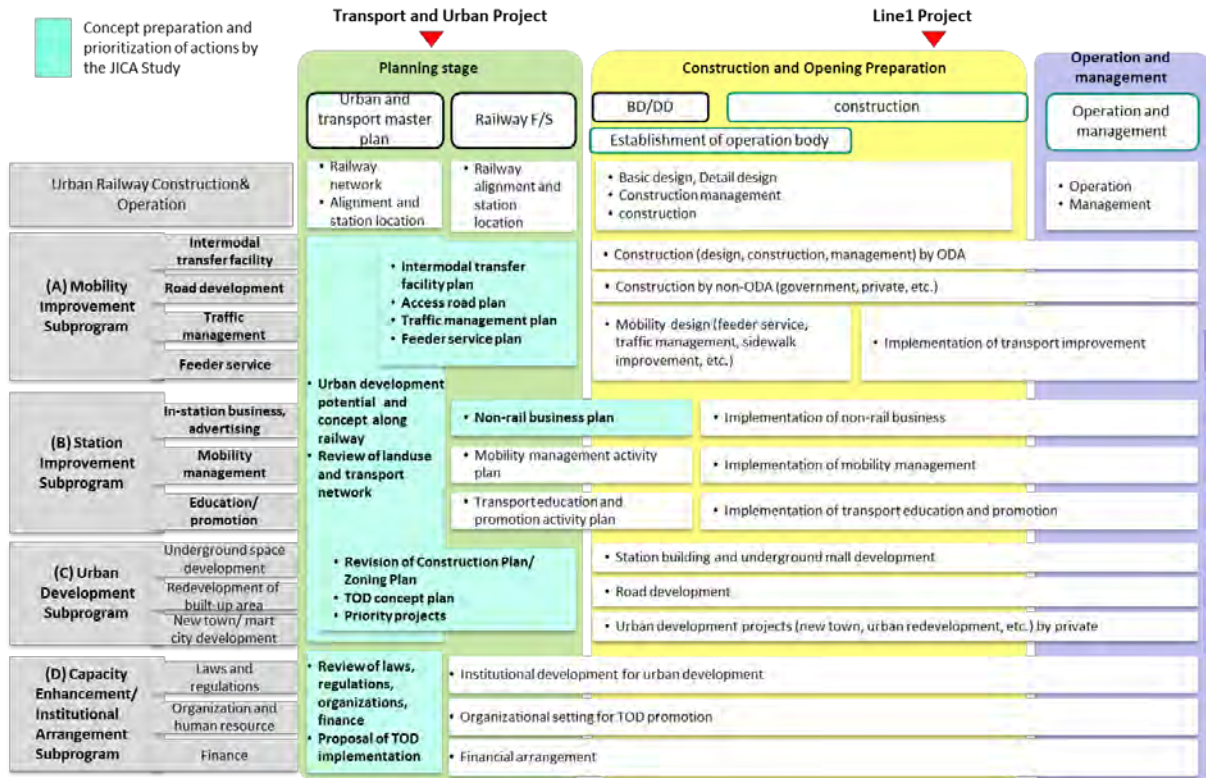 Concept preparation and
prioritization of actions by
the JICA Study
Transport and Urban Project
Line1 Project
Planning stage
Construction and Opening Preparation
Operation and
management
Urban and
transport master
plan
Railway F/S
BD/DD
construction
Operation and
management
Establishment of operation body
Urban Railway Construction&
Operation
• Railway
network
• Alignment and
station location
• Railway
alignment and
station
location
• Basic design, Detail design
• Construction management
• construction
• Operation
• Management
(A) Mobility
Improvement
Subprogram
Intermodal
transfer facility
Road development
Traffic
management
Feeder service
• Intermodal transfer
facility plan
• Access road plan
• Traffic management plan
• Feeder service plan
• Construction (design, construction, management) by ODA
• Construction by non-ODA (government, private, etc.)
• Mobility design (feeder service,
traffic management, sidewalk
improvement, etc.)
• Implementation of transport improvement
• Urban development
potential and
concept along
railway
• Review of landuse
and transport
network
(B) Station
Improvement
Subprogram
In-station business,
advertising
Mobility
management
Education/
promotion
• Non-rail business plan
• Implementation of non-rail business
• Mobility management activity
plan
• Implementation of mobility management
• Transport education and
promotion activity plan
• Implementation of transport education and promotion
(C) Urban
Development
Subprogram
Underground space
development
Redevelopment of
built-up area
New town/ mart
city development
• Revision of Construction Plan/
Zoning Plan
• TOD concept plan
• Priority projects
• Station building and underground mall development
• Road development
• Urban development projects (new town, urban redevelopment, etc.) by private
(D) Capacity
Enhancement/
Institutional
Arrangement
Subprogram
Laws and
regulations
Organization and
human resource
Finance
• Review of laws,
regulations,
organizations,
finance
• Proposal of TOD
implementation
• Institutional development for urban development
• Organizational setting for TOD promotion
• Financial arrangement